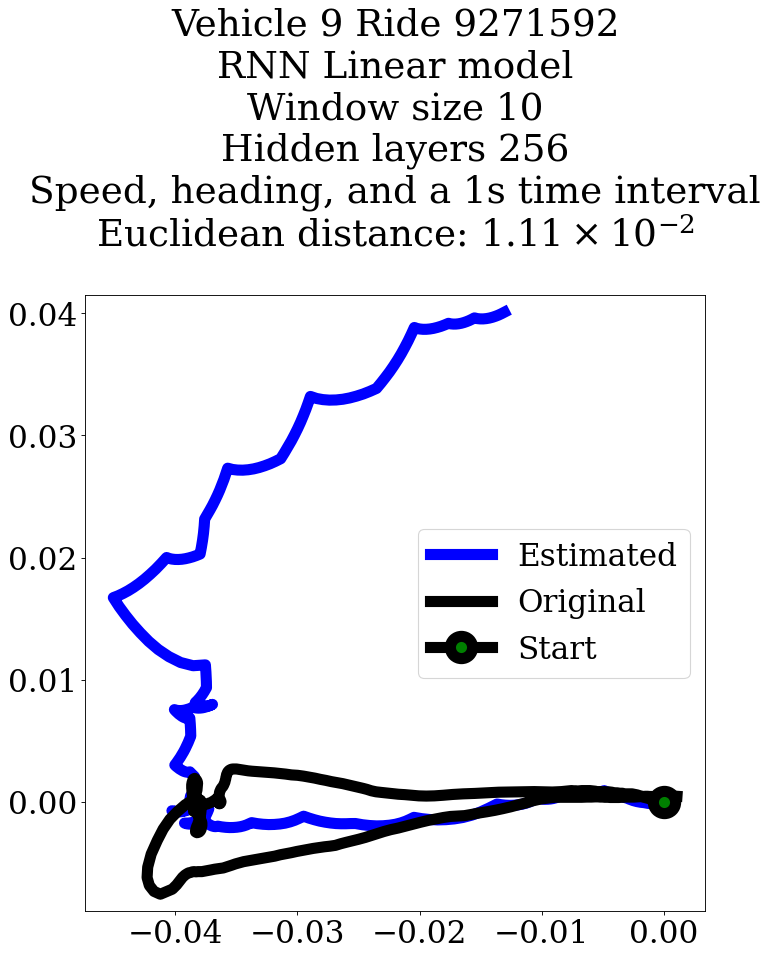 Vehicle 9 Ride 9271592
RNN Linear model
Window size 10
Hidden layers 256
Speed, heading, and a 1s time interval
Euclidean distance: 1.11 × 10⁻²
0.04
0.03
0.02
0.01
0.00
Estimated
Original
Start
−0.04 −0.03 −0.02 −0.01 0.00